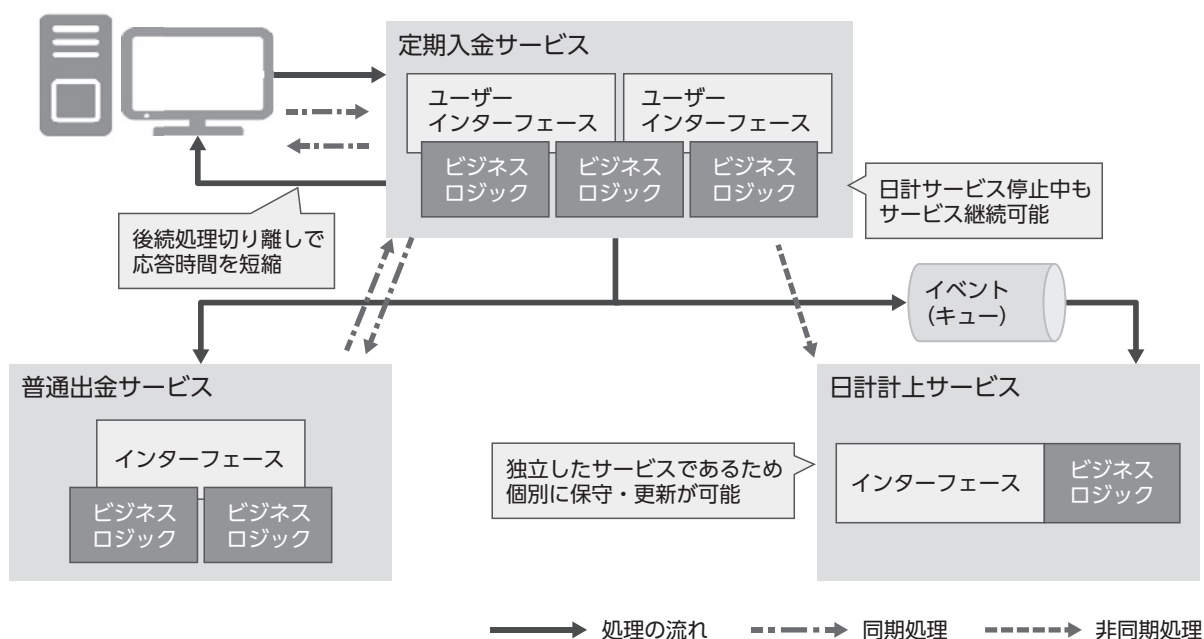 定期入金サービス
ユーザー
インターフェース
ユーザー
インターフェース
ビジネス
ロジック
ビジネス
ロジック
ビジネス
ロジック
日計サービス停止中も
サービス継続可能
後続処理切り離しで
応答時間を短縮
イベント
(キュー)
普通出金サービス
インターフェース
ビジネス
ロジック
ビジネス
ロジック
独立したサービスであるため
個別に保守・更新が可能
日計計上サービス
インターフェース
ビジネス
ロジック
処理の流れ
同期処理
非同期処理